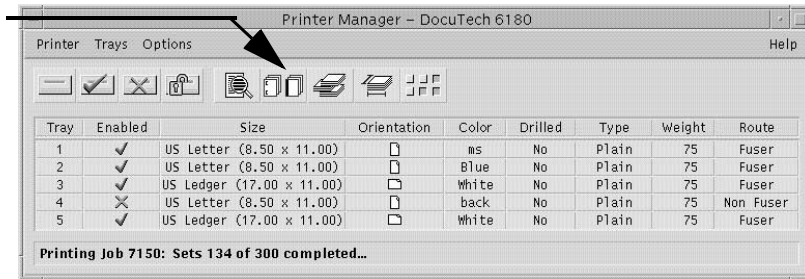 Printer Manager – DocuTech 6180
Printer Trays Options Help
Tray Enabled Size Orientation Color Drilled Type Weight Route
1 US Letter (8.50 x 11.00) ms No Plain 75 Fuser
2 US Letter (8.50 x 11.00) Blue No Plain 75 Fuser
3 US Ledger (17.00 x 11.00) White No Plain 75 Fuser
4 US Letter (8.50 x 11.00) back No Plain 75 Non Fuser
5 US Ledger (17.00 x 11.00) White No Plain 75 Fuser
Printing Job 7150: Sets 134 of 300 completed...